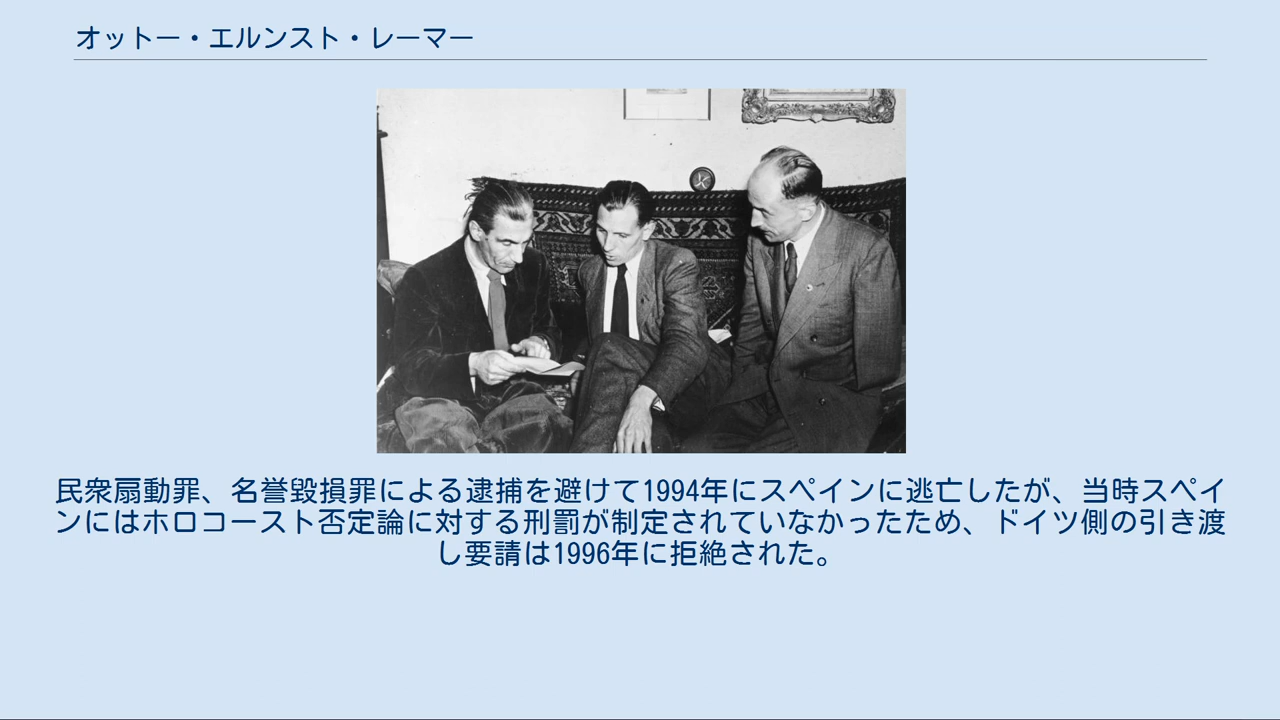 オットー・エルンスト・レーマー
民衆扇動罪、名誉毀損罪による逮捕を避けて1994年にスペインに逃亡したが、当時スペイ
ンにはホロコースト否定論に対する刑罰が制定されていなかったため、ドイツ側の引き渡
し要請は1996年に拒絶された。